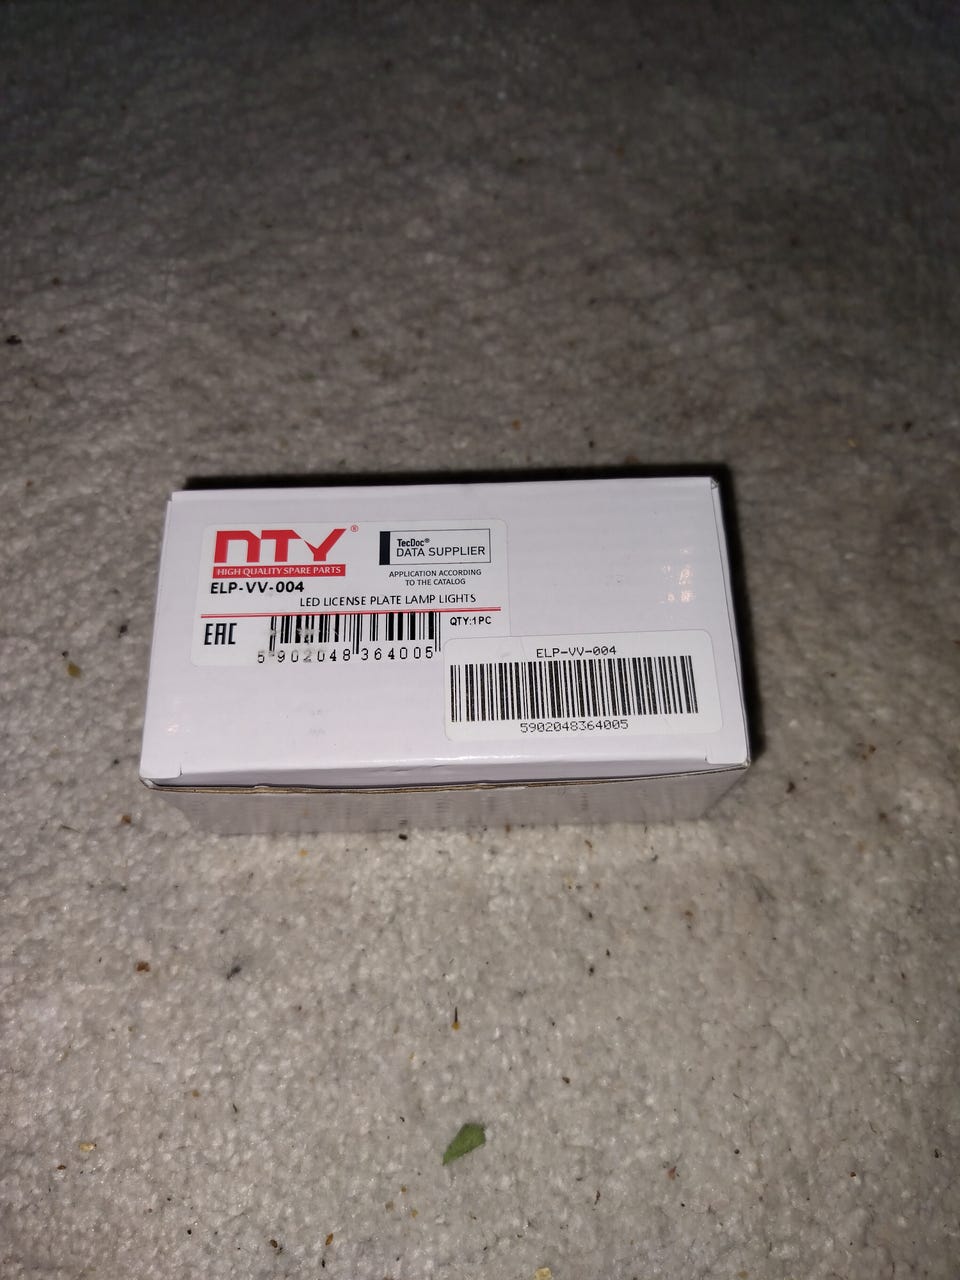 NTY®
HIGH QUALITY SPARE PARTS
TecDoc®
DATA SUPPLIER
APPLICATION ACCORDING
TO THE CATALOG
ELP-VV-004
LED LICENSE PLATE LAMP LIGHTS
EAC
QTY:1PC
5 902048 364005
ELP-VV-004
5902048364005